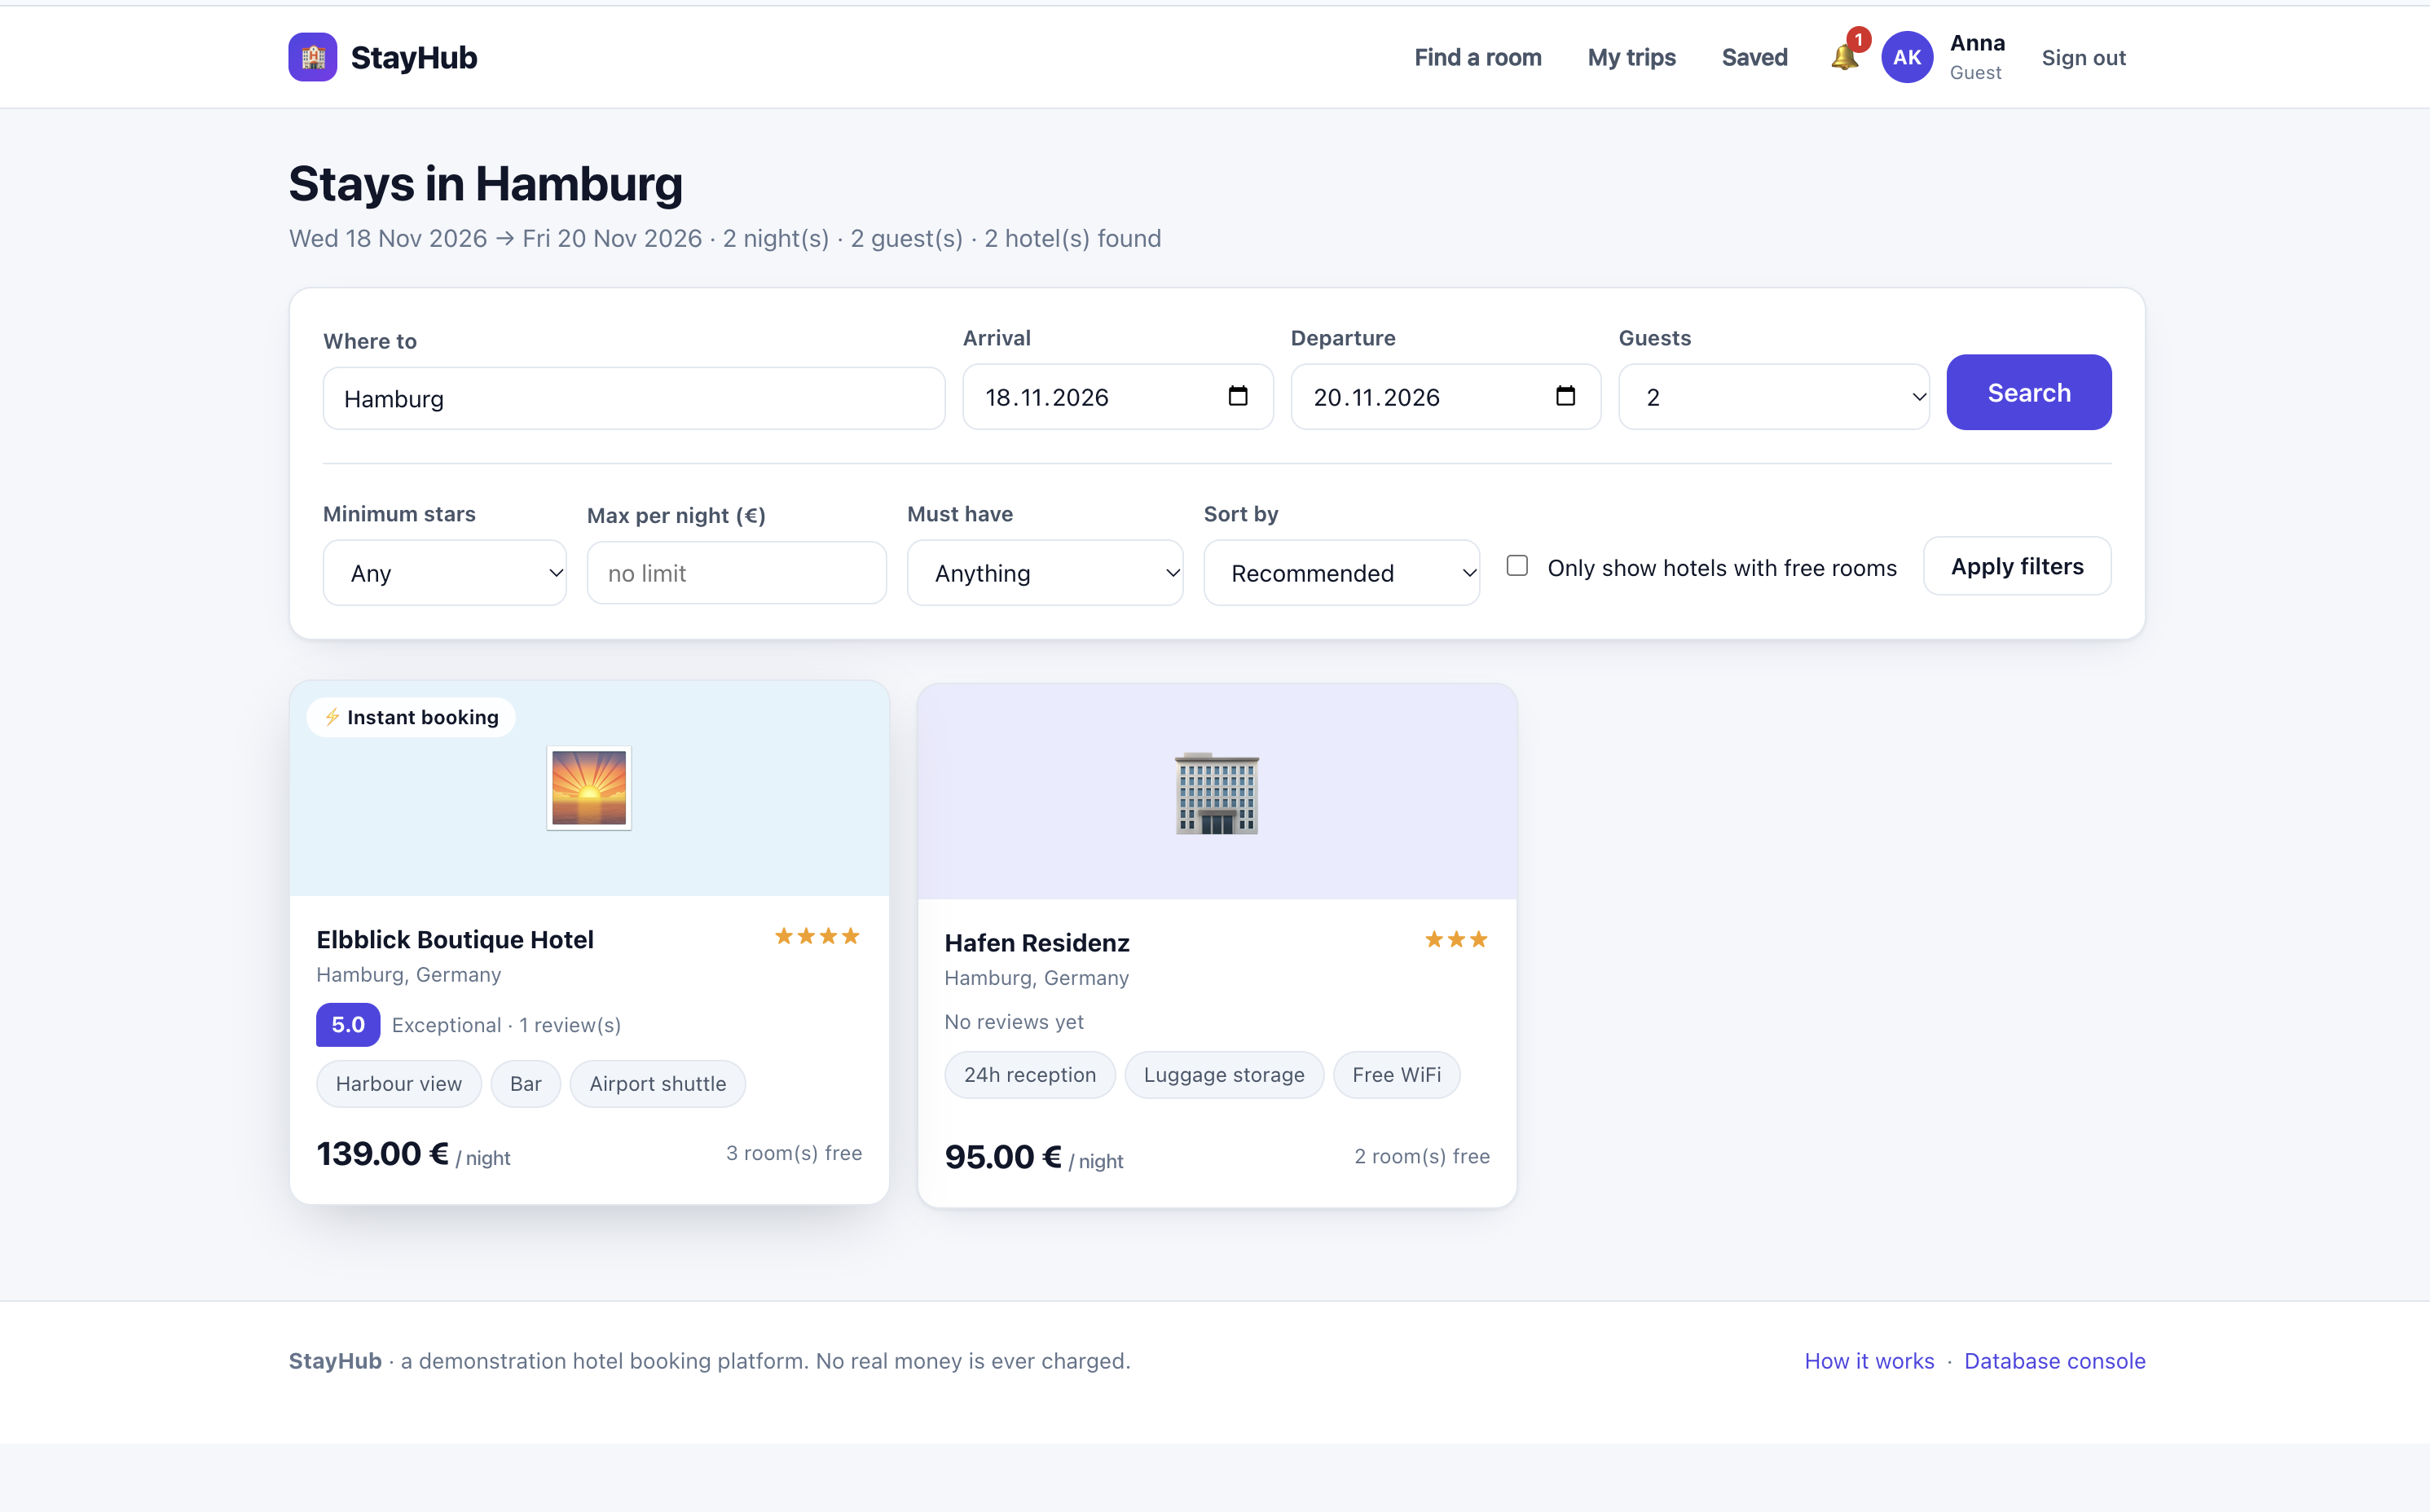 StayHub
Find a room
My trips
Saved
1
AK
Anna
Guest
Sign out
Stays in Hamburg
Wed 18 Nov 2026 → Fri 20 Nov 2026 · 2 night(s) · 2 guest(s) · 2 hotel(s) found
Where to
Arrival
Departure
Guests
Hamburg
18.11.2026
20.11.2026
2
Search
Minimum stars
Max per night (€)
Must have
Sort by
Any
no limit
Anything
Recommended
Only show hotels with free rooms
Apply filters
⚡ Instant booking
Elbblick Boutique Hotel
★★★★
Hamburg, Germany
5.0
Exceptional · 1 review(s)
Harbour view
Bar
Airport shuttle
139.00 € / night
3 room(s) free
Hafen Residenz
★★★
Hamburg, Germany
No reviews yet
24h reception
Luggage storage
Free WiFi
95.00 € / night
2 room(s) free
StayHub · a demonstration hotel booking platform. No real money is ever charged.
How it works · Database console